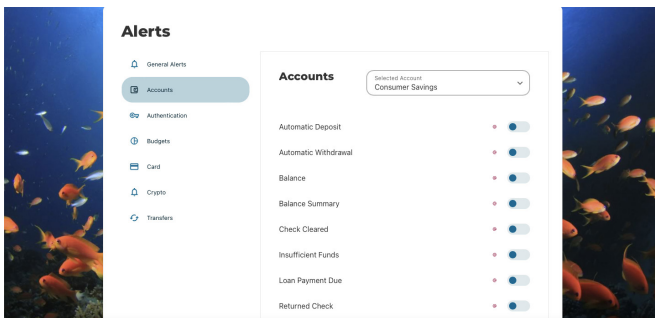 Alerts
General Alerts
Accounts
Authentication
Budgets
Card
Crypto
Transfers
Accounts
Selected Account
Consumer Savings
Automatic Deposit
Automatic Withdrawal
Balance
Balance Summary
Check Cleared
Insufficient Funds
Loan Payment Due
Returned Check